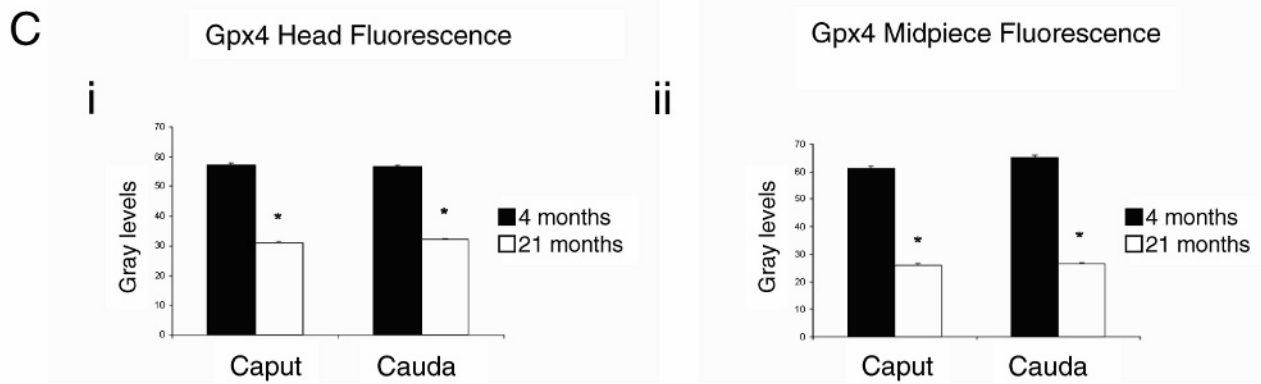 C
Gpx4 Head Fluorescence
i
70
60
50
40
30
20
10
0
Gray levels
*
*
4 months
21 months
Caput Cauda
Gpx4 Midpiece Fluorescence
ii
70
60
50
40
30
20
10
0
Gray levels
*
*
4 months
21 months
Caput Cauda